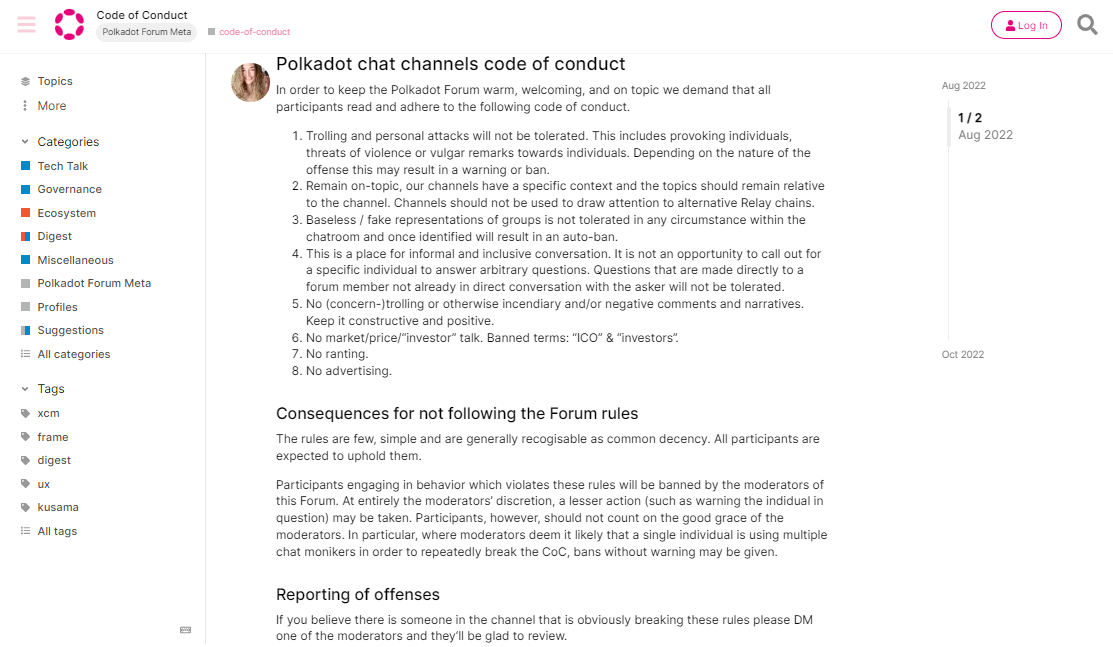 Code of Conduct
Polkadot Forum Meta
code-of-conduct
Log In
Topics
More
Categories
Tech Talk
Governance
Ecosystem
Digest
Miscellaneous
Polkadot Forum Meta
Profiles
Suggestions
All categories
Tags
xcm
frame
digest
ux
kusama
All tags
Polkadot chat channels code of conduct
In order to keep the Polkadot Forum warm, welcoming, and on topic we demand that all
participants read and adhere to the following code of conduct.
1. Trolling and personal attacks will not be tolerated. This includes provoking individuals,
threats of violence or vulgar remarks towards individuals. Depending on the nature of the
offense this may result in a warning or ban.
2. Remain on-topic, our channels have a specific context and the topics should remain relative
to the channel. Channels should not be used to draw attention to alternative Relay chains.
3. Baseless / fake representations of groups is not tolerated in any circumstance within the
chatroom and once identified will result in an auto-ban.
4. This is a place for informal and inclusive conversation. It is not an opportunity to call out for
a specific individual to answer arbitrary questions. Questions that are made directly to a
forum member not already in direct conversation with the asker will not be tolerated.
5. No (concern-)trolling or otherwise incendiary and/or negative comments and narratives.
Keep it constructive and positive.
6. No market/price/“investor” talk. Banned terms: “ICO” & “investors”.
7. No ranting.
8. No advertising.
Consequences for not following the Forum rules
The rules are few, simple and are generally recogisable as common decency. All participants are
expected to uphold them.
Participants engaging in behavior which violates these rules will be banned by the moderators of
this Forum. At entirely the moderators’ discretion, a lesser action (such as warning the indidual in
question) may be taken. Participants, however, should not count on the good grace of the
moderators. In particular, where moderators deem it likely that a single individual is using multiple
chat monikers in order to repeatedly break the CoC, bans without warning may be given.
Reporting of offenses
If you believe there is someone in the channel that is obviously breaking these rules please DM
one of the moderators and they’ll be glad to review.
Aug 2022
1 / 2
Aug 2022
Oct 2022